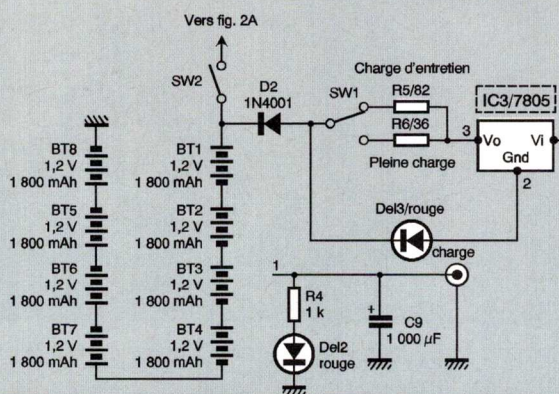 Vers fig. 2A
SW2
D2
1N4001
SW1
Charge d'entretien
R5/82
R6/36
Pleine charge
IC3/7805
3
Vo
Vi
Gnd
2
BT8
1,2 V
1 800 mAh
BT1
1,2 V
1 800 mAh
BT5
1,2 V
1 800 mAh
BT2
1,2 V
1 800 mAh
Del3/rouge
charge
BT6
1,2 V
1 800 mAh
BT3
1,2 V
1 800 mAh
1
R4
1 k
+
C9
1 000 µF
BT7
1,2 V
1 800 mAh
BT4
1,2 V
1 800 mAh
Del2
rouge